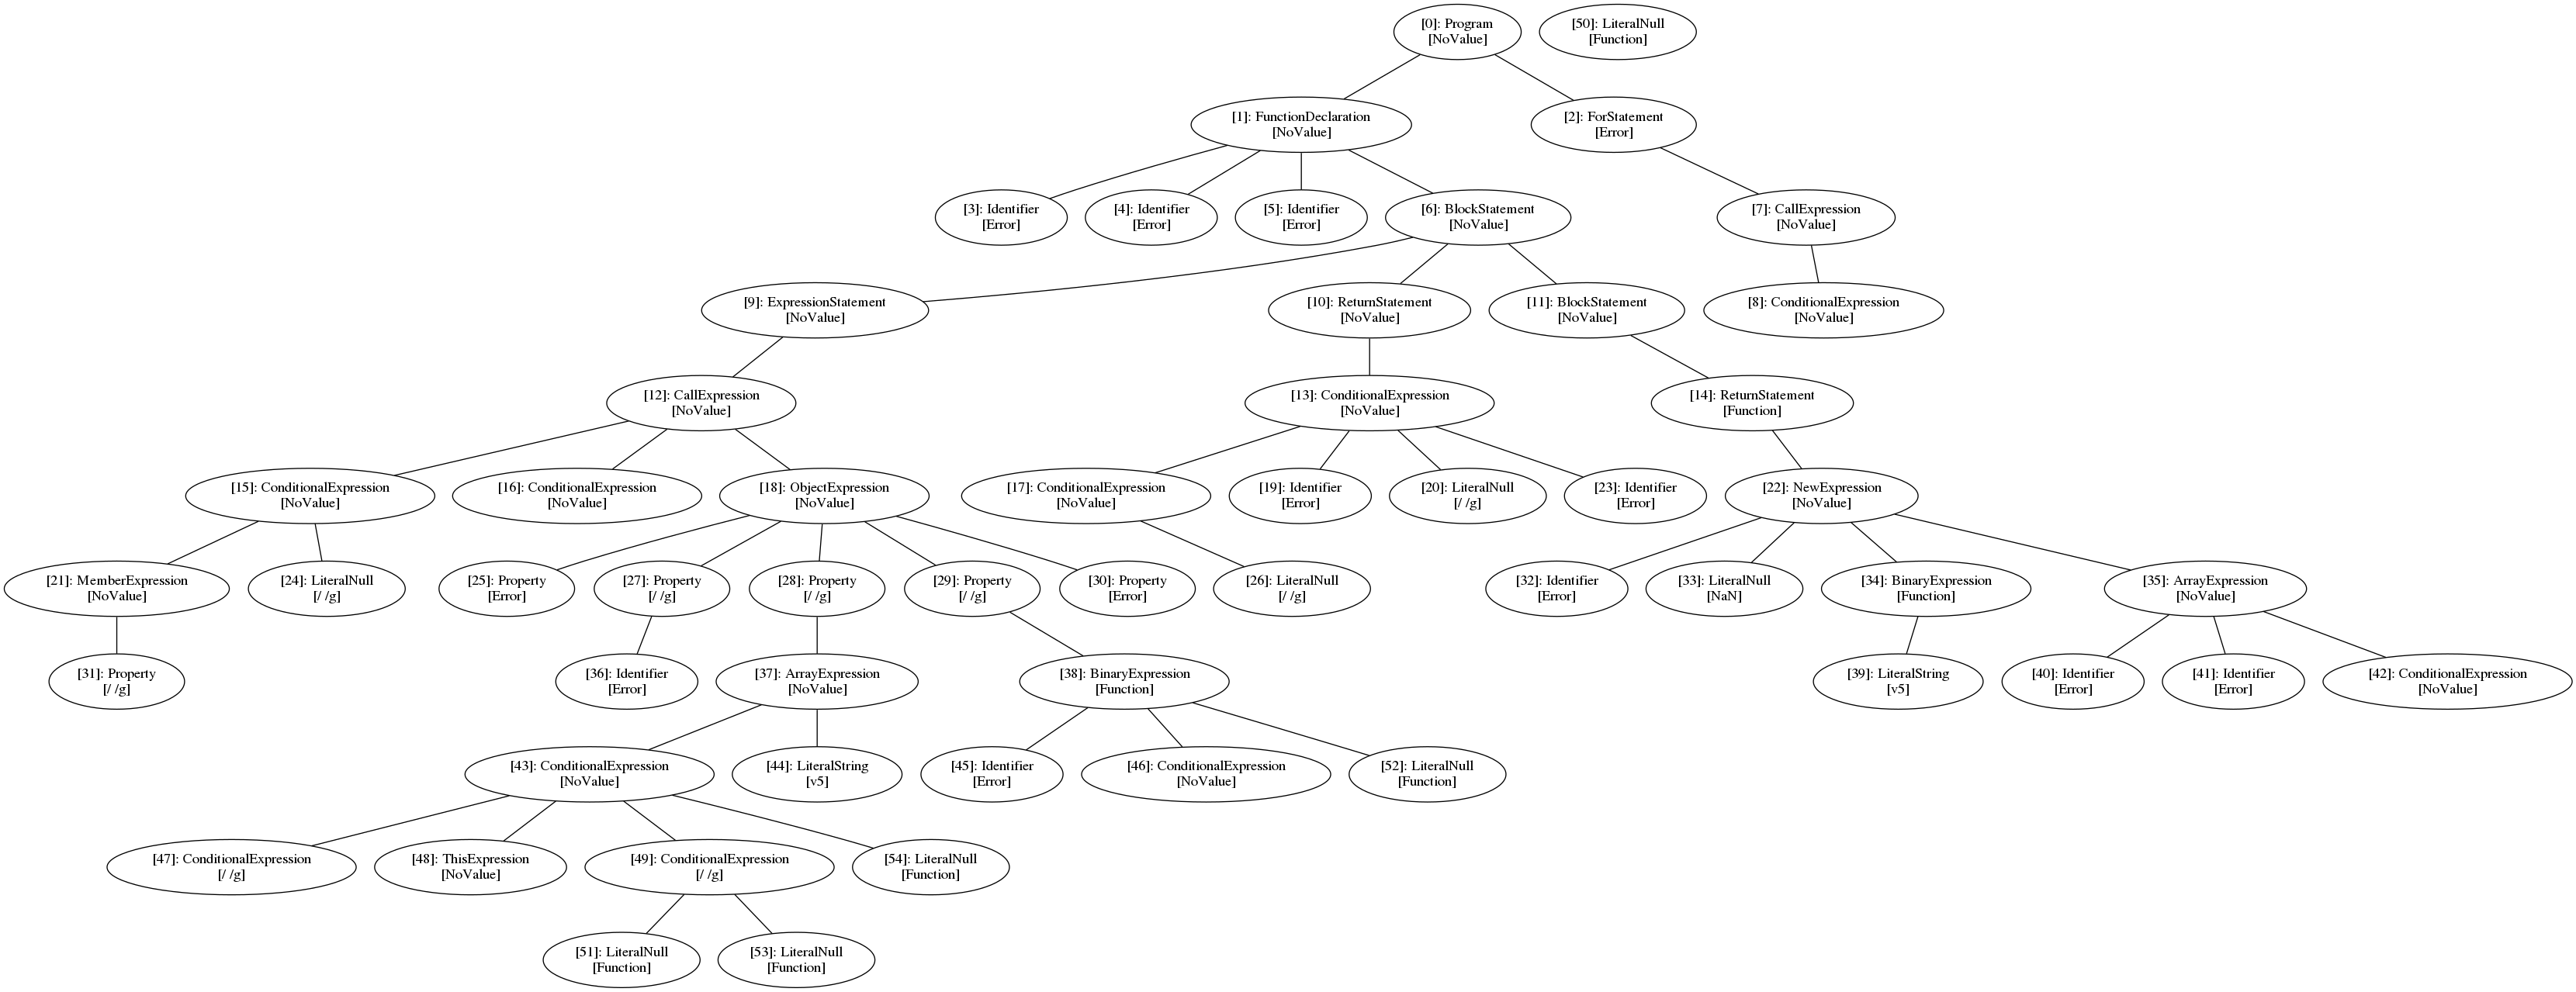 [0]: Program
[NoValue]
[50]: LiteralNull
[Function]
[1]: FunctionDeclaration
[NoValue]
[2]: ForStatement
[Error]
[3]: Identifier
[Error]
[4]: Identifier
[Error]
[5]: Identifier
[Error]
[6]: BlockStatement
[NoValue]
[7]: CallExpression
[NoValue]
[9]: ExpressionStatement
[NoValue]
[10]: ReturnStatement
[NoValue]
[11]: BlockStatement
[NoValue]
[8]: ConditionalExpression
[NoValue]
[12]: CallExpression
[NoValue]
[13]: ConditionalExpression
[NoValue]
[14]: ReturnStatement
[Function]
[15]: ConditionalExpression
[NoValue]
[16]: ConditionalExpression
[NoValue]
[18]: ObjectExpression
[NoValue]
[17]: ConditionalExpression
[NoValue]
[19]: Identifier
[Error]
[20]: LiteralNull
[/ /g]
[23]: Identifier
[Error]
[22]: NewExpression
[NoValue]
[21]: MemberExpression
[NoValue]
[24]: LiteralNull
[/ /g]
[25]: Property
[Error]
[27]: Property
[/ /g]
[28]: Property
[/ /g]
[29]: Property
[/ /g]
[30]: Property
[Error]
[26]: LiteralNull
[/ /g]
[32]: Identifier
[Error]
[33]: LiteralNull
[NaN]
[34]: BinaryExpression
[Function]
[35]: ArrayExpression
[NoValue]
[31]: Property
[/ /g]
[36]: Identifier
[Error]
[37]: ArrayExpression
[NoValue]
[38]: BinaryExpression
[Function]
[39]: LiteralString
[v5]
[40]: Identifier
[Error]
[41]: Identifier
[Error]
[42]: ConditionalExpression
[NoValue]
[43]: ConditionalExpression
[NoValue]
[44]: LiteralString
[v5]
[45]: Identifier
[Error]
[46]: ConditionalExpression
[NoValue]
[52]: LiteralNull
[Function]
[47]: ConditionalExpression
[/ /g]
[48]: ThisExpression
[NoValue]
[49]: ConditionalExpression
[/ /g]
[54]: LiteralNull
[Function]
[51]: LiteralNull
[Function]
[53]: LiteralNull
[Function]